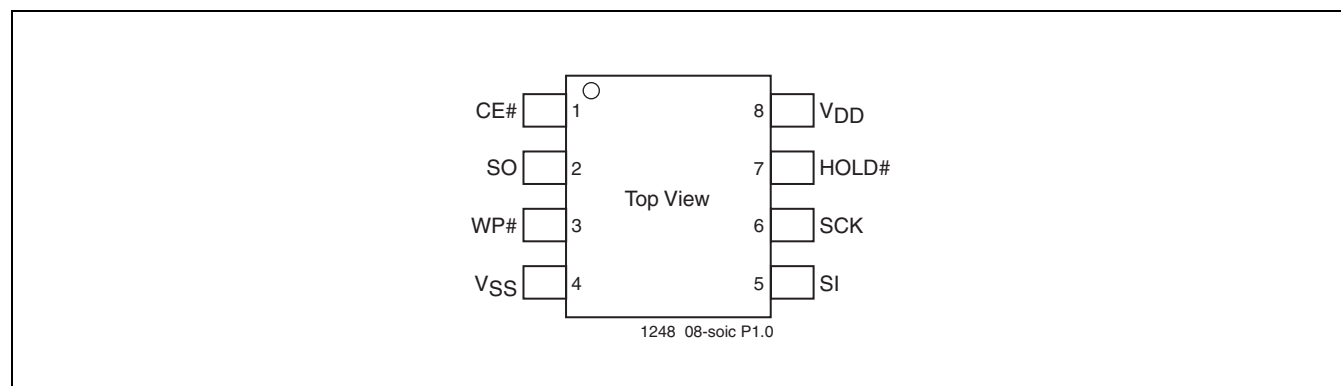 CE# 1 8 VDD
SO 2 7 HOLD#
Top View
WP# 3 6 SCK
VSS 4 5 SI
1248 08-soic P1.0